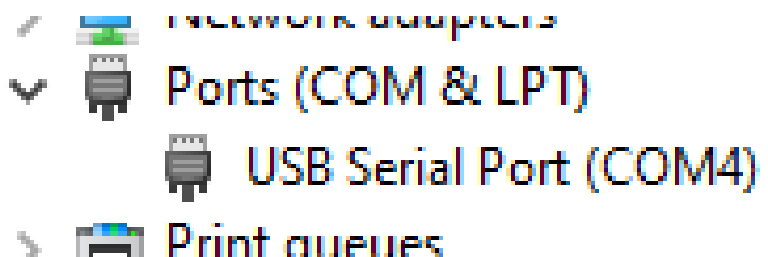 Network adapters
Ports (COM & LPT)
USB Serial Port (COM4)
Print queues